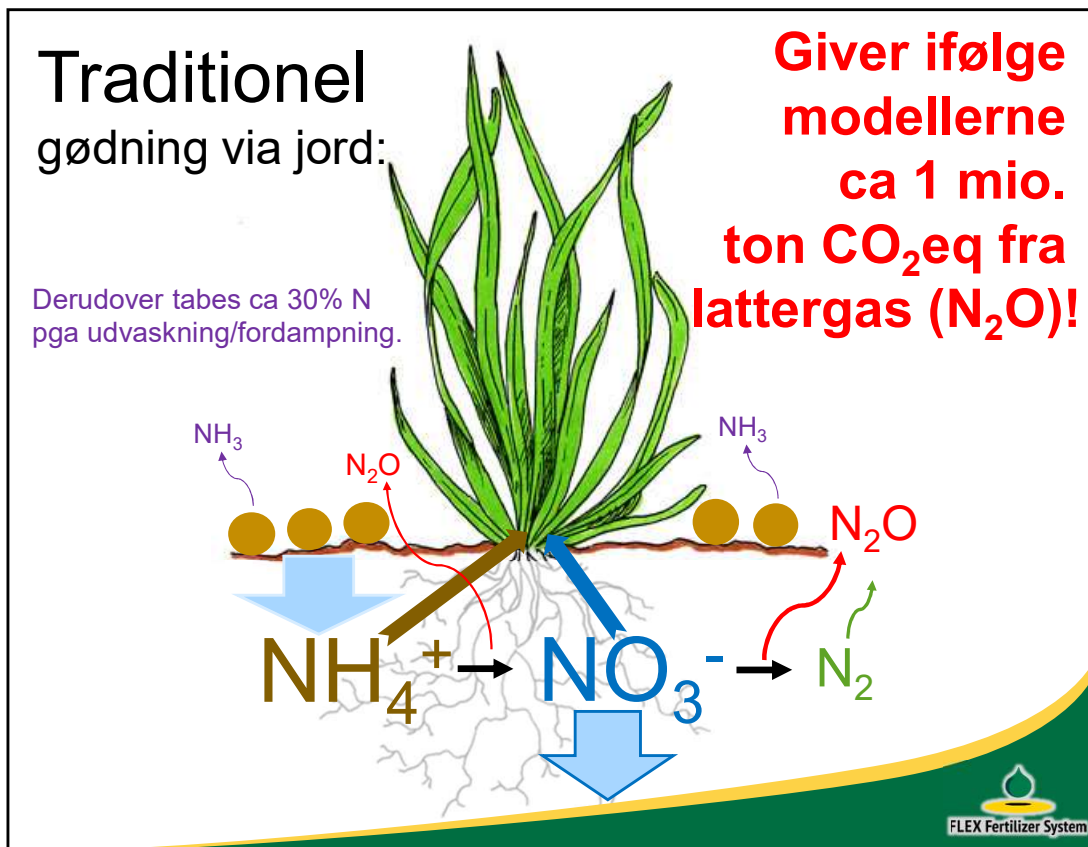 Traditionel
gødning via jord:
Giver ifølge
modellerne
ca 1 mio.
ton CO₂eq fra
lattergas (N₂O)!
Derudover tabes ca 30% N
pga udvaskning/fordampning.
NH₃
N₂O
NH₃
N₂O
NH₄⁺
NO₃⁻
N₂
FLEX Fertilizer System